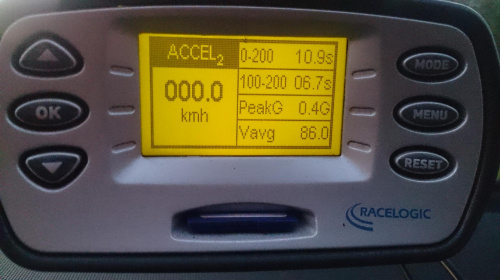 ACCEL2
0-200 10.9s
000.0
kmh
100-200 06.7s
PeakG 0.4G
Vavg 86.0
OK
MODE
MENU
RESET
RACELOGIC